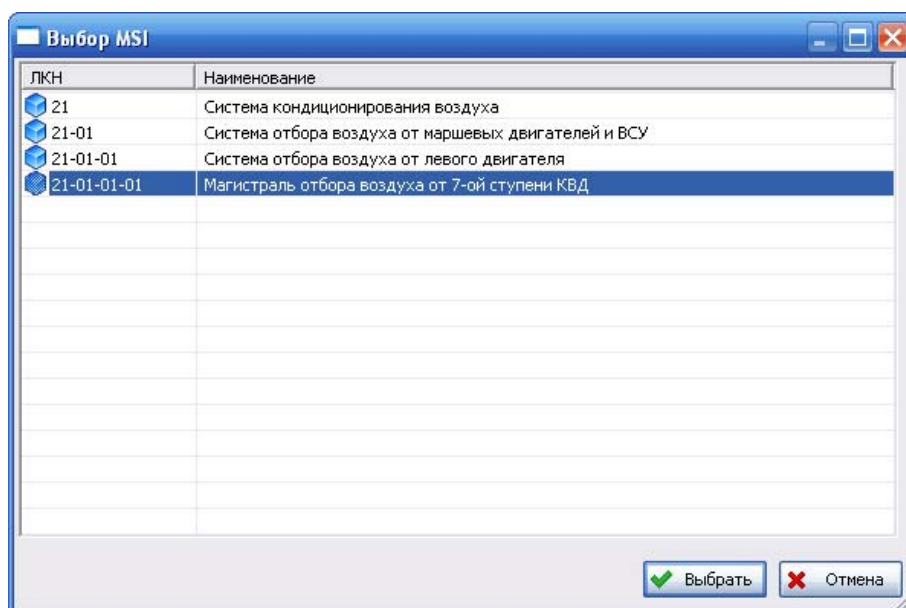 Выбор MSI
ЛКН Наименование
21 Система кондиционирования воздуха
21-01 Система отбора воздуха от маршевых двигателей и ВСУ
21-01-01 Система отбора воздуха от левого двигателя
21-01-01-01 Магистраль отбора воздуха от 7-ой ступени КВД
Выбрать Отмена